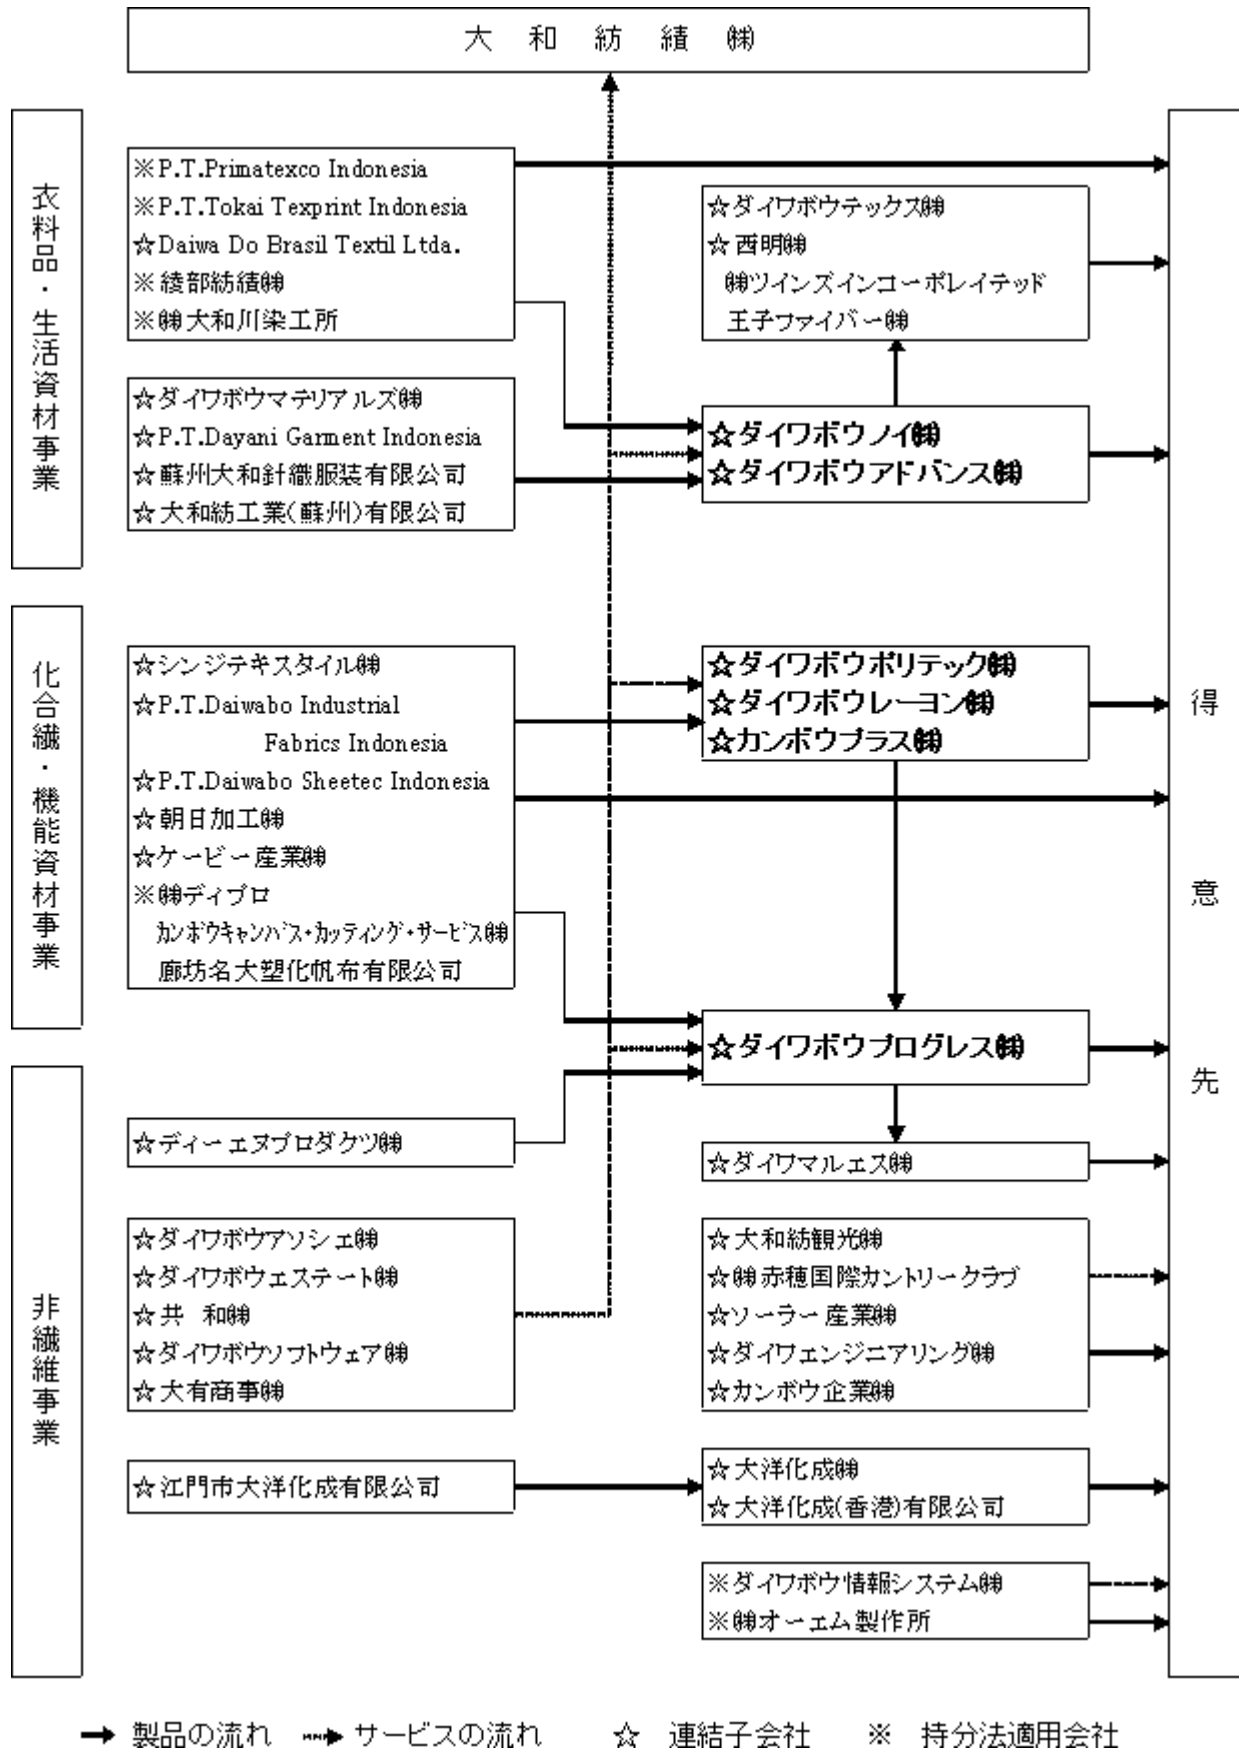 大和紡績㈱
衣料品・生活資材事業
※P.T.Primatexco Indonesia
※P.T.Tokai Texprint Indonesia
☆Daiwa Do Brasil Textil Ltda.
※綾部紡績㈱
※㈱大和川染工所
☆ダイワボウテックス㈱
☆西明㈱
㈱ツインズインコーポレイテッド
王子ファイバー㈱
☆ダイワボウマテリアルズ㈱
☆P.T.Dayani Garment Indonesia
☆蘇州大和針織服装有限公司
☆大和紡工業(蘇州)有限公司
☆ダイワボウノイ㈱
☆ダイワボウアドバンス㈱
化合繊・機能資材事業
☆シンジテキスタイル㈱
☆P.T.Daiwabo Industrial
Fabrics Indonesia
☆P.T.Daiwabo Sheetec Indonesia
☆朝日加工㈱
☆ケービー産業㈱
※㈱ディプロ
カンボウキャンバス・カッティング・サービス㈱
廊坊名大塑化帆布有限公司
☆ダイワボウポリテック㈱
☆ダイワボウレーヨン㈱
☆カンボウプラス㈱
☆ダイワボウプログレス㈱
得意先
非繊維事業
☆ディーエヌプロダクツ㈱
☆ダイワマルエス㈱
☆ダイワボウアソシエ㈱
☆ダイワボウエステート㈱
☆共 和㈱
☆ダイワボウソフトウェア㈱
☆大有商事㈱
☆大和紡観光㈱
☆㈱赤穂国際カントリークラブ
☆ソーラー産業㈱
☆ダイワエンジニアリング㈱
☆カンボウ企業㈱
☆江門市大洋化成有限公司
☆大洋化成㈱
☆大洋化成(香港)有限公司
※ダイワボウ情報システム㈱
※㈱オーエム製作所
製品の流れ サービスの流れ ☆ 連結子会社 ※ 持分法適用会社